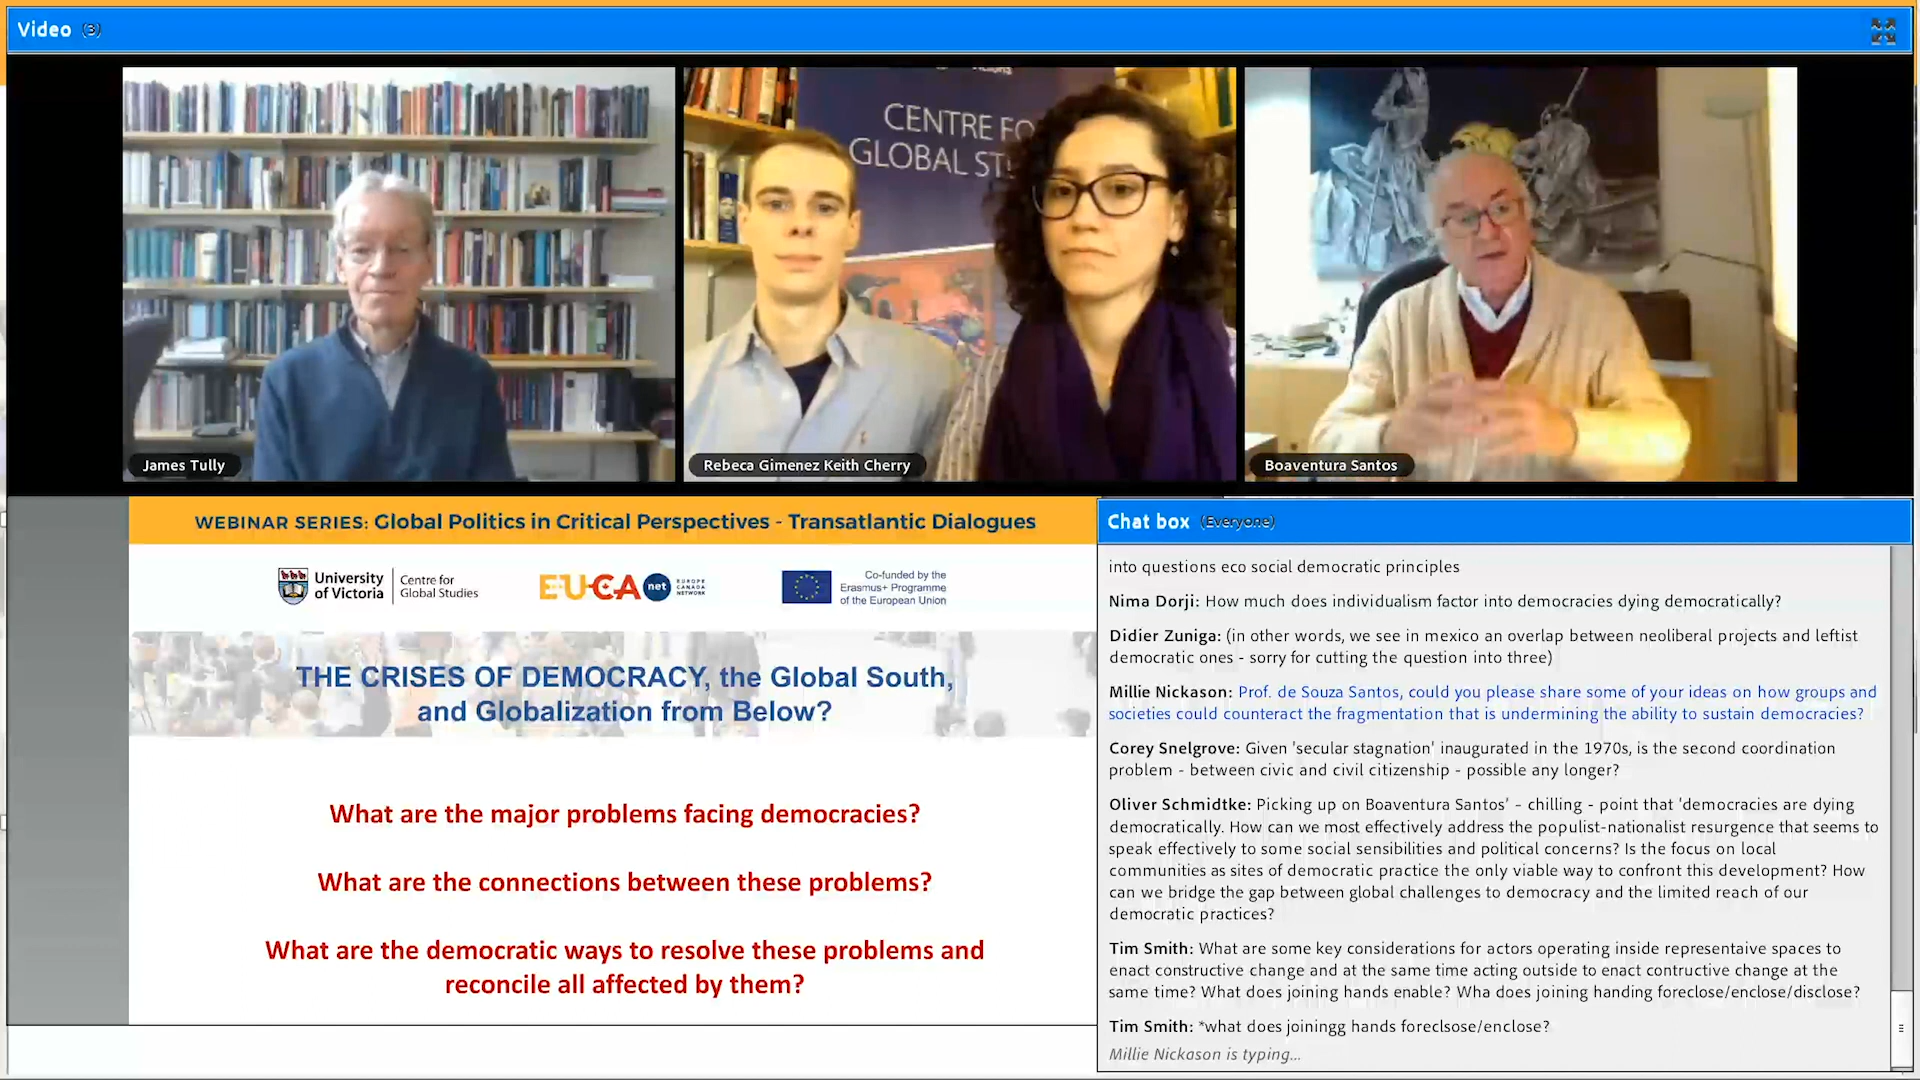 Video (3)
CENTRE FO
GLOBAL ST
James Tully
Rebeca Gimenez Keith Cherry
Boaventura Santos
WEBINAR SERIES: Global Politics in Critical Perspectives - Transatlantic Dialogues
University
of Victoria
Centre for
Global Studies
EU-CA net
EUROPE
CANADA
NETWORK
Co-funded by the
Erasmus+ Programme
of the European Union
THE CRISES OF DEMOCRACY, the Global South,
and Globalization from Below?
What are the major problems facing democracies?
What are the connections between these problems?
What are the democratic ways to resolve these problems and
reconcile all affected by them?
Chat box (Everyone)
into questions eco social democratic principles
Nima Dorji: How much does individualism factor into democracies dying democratically?
Didier Zuniga: (in other words, we see in mexico an overlap between neoliberal projects and leftist
democratic ones - sorry for cutting the question into three)
Millie Nickason: Prof. de Souza Santos, could you please share some of your ideas on how groups and
societies could counteract the fragmentation that is undermining the ability to sustain democracies?
Corey Snelgrove: Given 'secular stagnation' inaugurated in the 1970s, is the second coordination
problem - between civic and civil citizenship - possible any longer?
Oliver Schmidtke: Picking up on Boaventura Santos' - chilling - point that 'democracies are dying
democratically. How can we most effectively address the populist-nationalist resurgence that seems to
speak effectively to some social sensibilities and political concerns? Is the focus on local
communities as sites of democratic practice the only viable way to confront this development? How
can we bridge the gap between global challenges to democracy and the limited reach of our
democratic practices?
Tim Smith: What are some key considerations for actors operating inside representaive spaces to
enact constructive change and at the same time acting outside to enact contructive change at the
same time? What does joining hands enable? Wha does joining handing foreclose/enclose/disclose?
Tim Smith: *what does joiningg hands foreclsose/enclose?
Millie Nickason is typing...